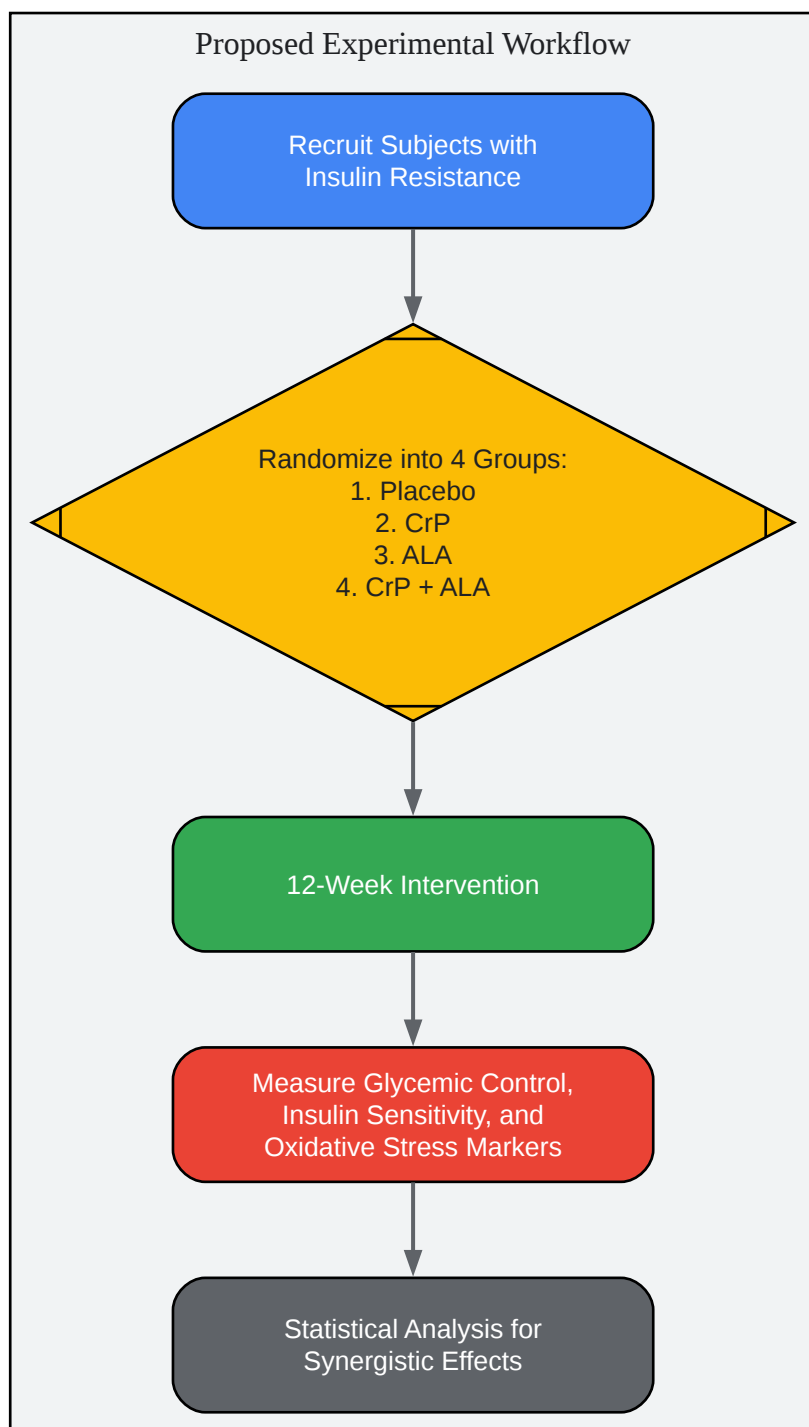 Proposed Experimental Workflow
Recruit Subjects with
Insulin Resistance
Randomize into 4 Groups:
1. Placebo
2. CrP
3. ALA
4. CrP + ALA
12-Week Intervention
Measure Glycemic Control,
Insulin Sensitivity, and
Oxidative Stress Markers
Statistical Analysis for
Synergistic Effects